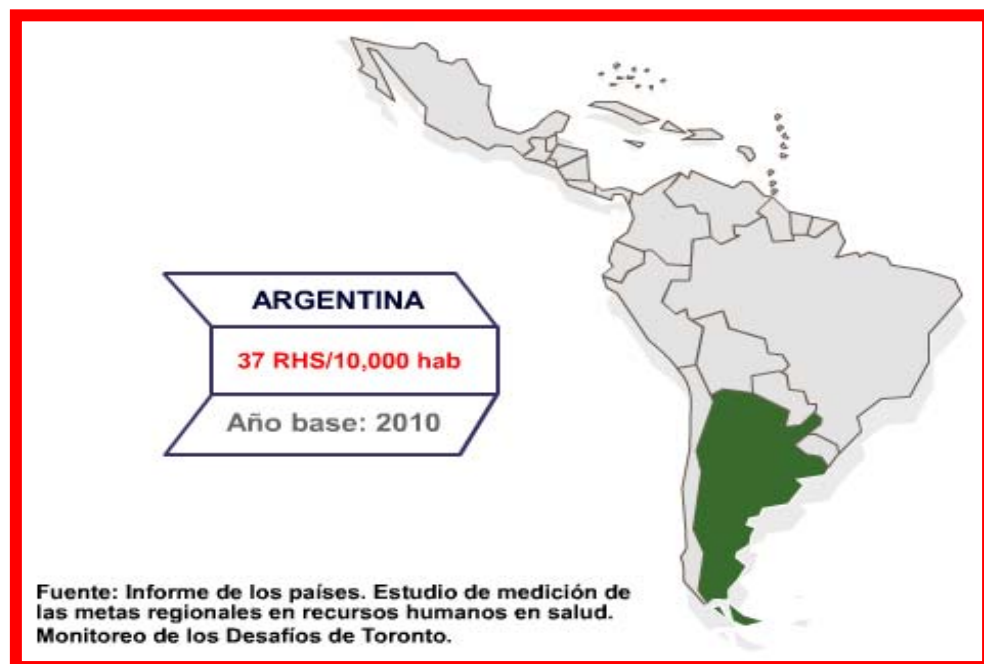 ARGENTINA
37 RHS/10,000 hab
Año base: 2010
Fuente: Informe de los países. Estudio de medición de
las metas regionales en recursos humanos en salud.
Monitoreo de los Desafíos de Toronto.